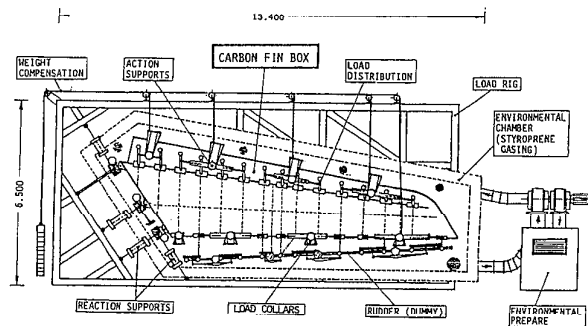 13.400
WEIGHT
COMPENSATION
ACTION
SUPPORTS
CARBON FIN BOX
LOAD
DISTRIBUTION
LOAD RIG
ENVIRONMENTAL
CHAMBER
(STYROPRENE
GASING)
6.500
REACTION SUPPORTS
LOAD COLLARS
RUDDER (DUMMY)
ENVIRONMENTAL
PREPARE